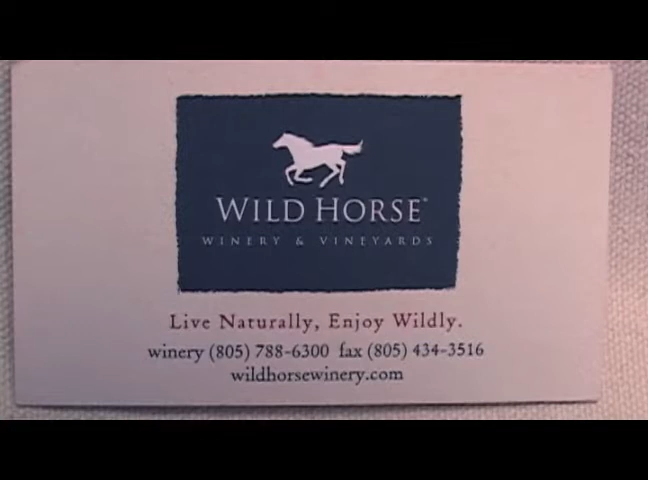 WILD HORSE®
WINERY & VINEYARDS
Live Naturally, Enjoy Wildly.
winery (805) 788-6300 fax (805) 434-3516
wildhorsewinery.com